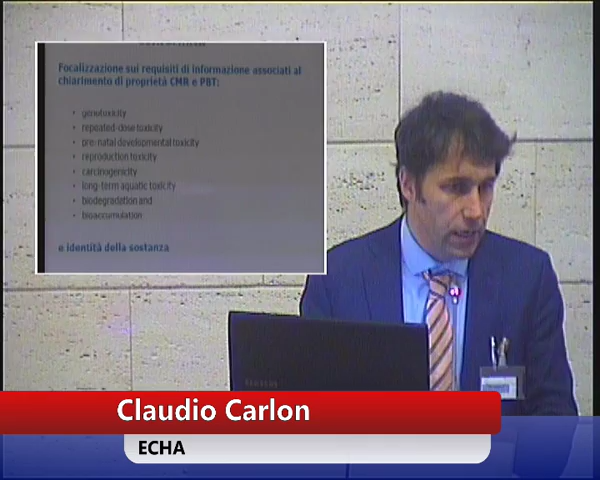 Focalizzazione sui requisiti di informazione associati al
chiarimento di proprietà CMR e PBT:
• genotoxicity
• repeated-dose toxicity
• pre-natal developmental toxicity
• reproduction toxicity
• carcinogenicity
• long-term aquatic toxicity
• biodegradation and
• bioaccumulation
e identità della sostanza
Claudio Carlon
ECHA